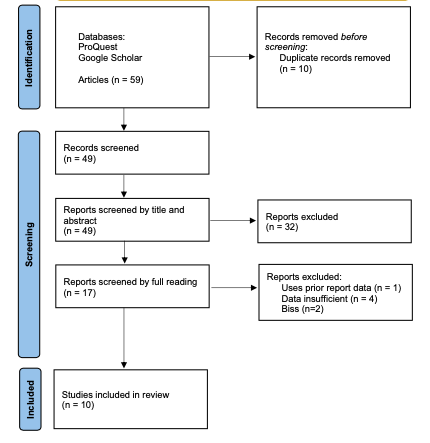 Identification
Databases:
ProQuest
Google Scholar
Articles (n = 59)
Records removed before
screening:
Duplicate records removed
(n = 10)
Screening
Records screened
(n = 49)
Reports screened by title and
abstract
(n = 49)
Reports excluded
(n = 32)
Reports screened by full reading
(n = 17)
Reports excluded:
Uses prior report data (n = 1)
Data insufficient (n = 4)
Biss (n=2)
Included
Studies included in review
(n = 10)